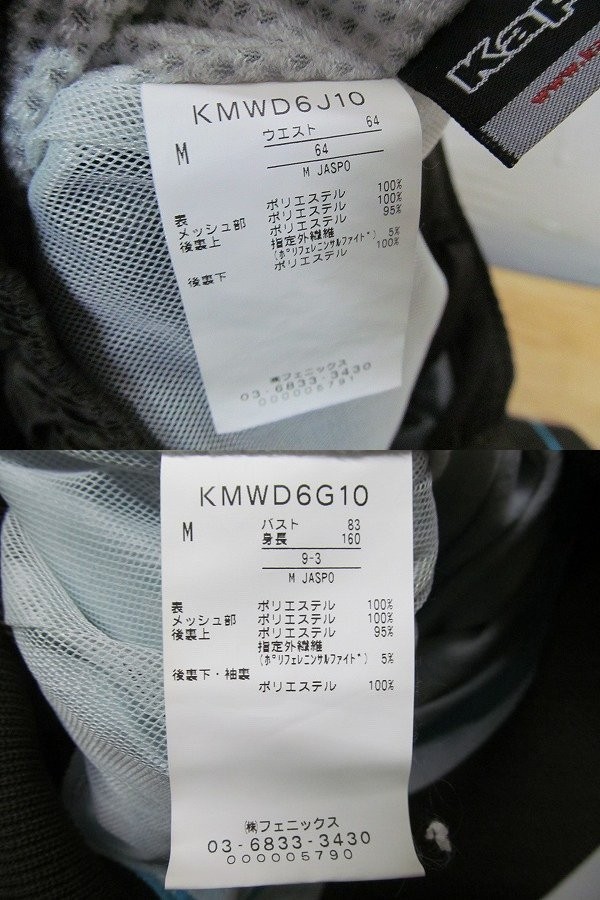 Kap
KMWD6J10
M
ウエスト 64
64
M JASPO
表 ポリエステル 100%
メッシュ部 ポリエステル 100%
後裏上 ポリエステル 95%
指定外繊維
(ポリフェレニンサルファイド) 5%
後裏下 ポリエステル 100%
㈱フェニックス
03-6833-3430
000005791
KMWD6G10
M
バスト 83
身長 160
9-3
M JASPO
表 ポリエステル 100%
メッシュ部 ポリエステル 100%
後裏上 ポリエステル 95%
指定外繊維
(ポリフェレニンサルファイド) 5%
後裏下・袖裏
ポリエステル 100%
㈱フェニックス
03-6833-3430
000005790